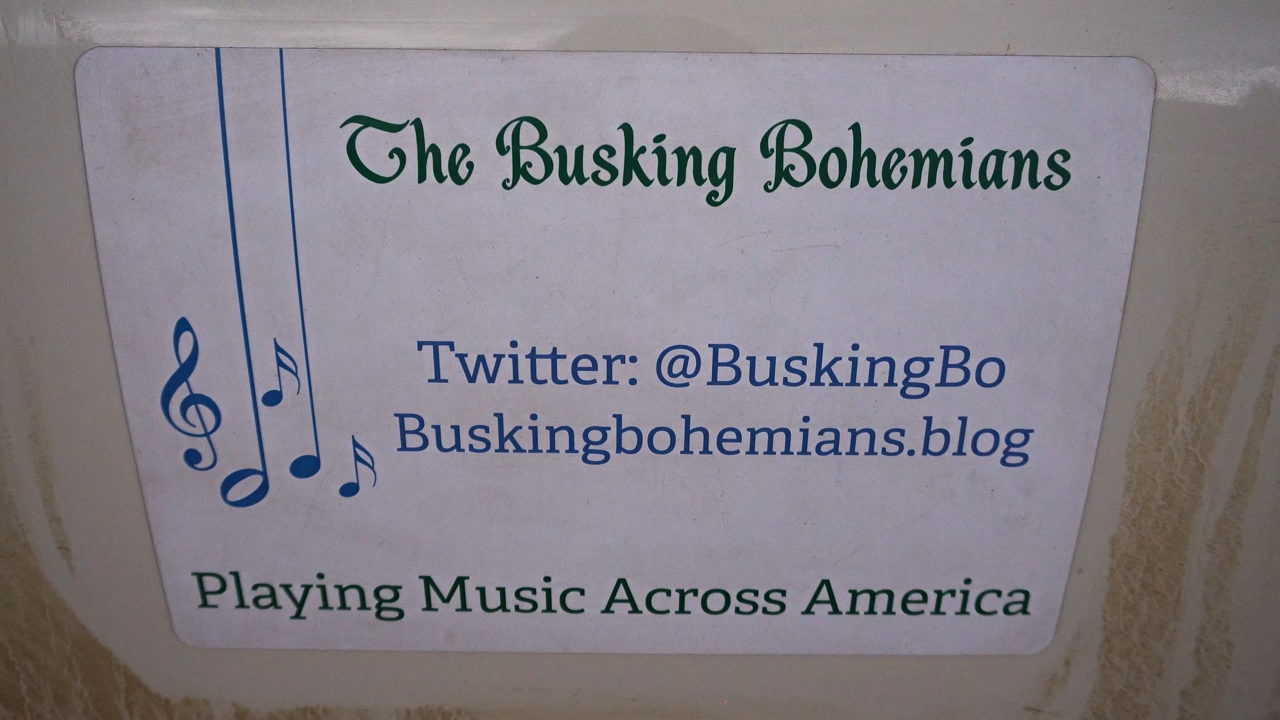 The Busking Bohemians
Twitter: @BuskingBo
Buskingbohemians.blog
Playing Music Across America